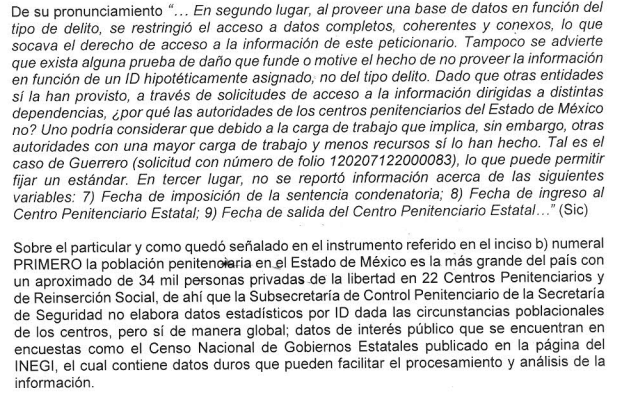 De su pronunciamiento “… En segundo lugar, al proveer una base de datos en función del
tipo de delito, se restringió el acceso a datos completos, coherentes y conexos, lo que
socava el derecho de acceso a la información de este peticionario. Tampoco se advierte
que exista alguna prueba de daño que funde o motive el hecho de no proveer la información
en función de un ID hipotéticamente asignado, no del tipo delito. Dado que otras entidades
sí la han provisto, a través de solicitudes de acceso a la información dirigidas a distintas
dependencias, ¿por qué las autoridades de los centros penitenciarios del Estado de México
no? Uno podría considerar que debido a la carga de trabajo que implica, sin embargo, otras
autoridades con una mayor carga de trabajo y menos recursos sí lo han hecho. Tal es el
caso de Guerrero (solicitud con número de folio 120207122000083), lo que puede permitir
fijar un estándar. En tercer lugar, no se reportó información acerca de las siguientes
variables: 7) Fecha de imposición de la sentencia condenatoria; 8) Fecha de ingreso al
Centro Penitenciario Estatal; 9) Fecha de salida del Centro Penitenciario Estatal…” (Sic)
Sobre el particular y como quedó señalado en el instrumento referido en el inciso b) numeral
PRIMERO la población penitenciaria en el Estado de México es la más grande del país con
un aproximado de 34 mil personas privadas de la libertad en 22 Centros Penitenciarios y
de Reinserción Social, de ahí que la Subsecretaría de Control Penitenciario de la Secretaría
de Seguridad no elabora datos estadísticos por ID dada las circunstancias poblacionales
de los centros, pero sí de manera global; datos de interés público que se encuentran en
encuestas como el Censo Nacional de Gobiernos Estatales publicado en la página del
INEGI, el cual contiene datos duros que pueden facilitar el procesamiento y análisis de la
información.